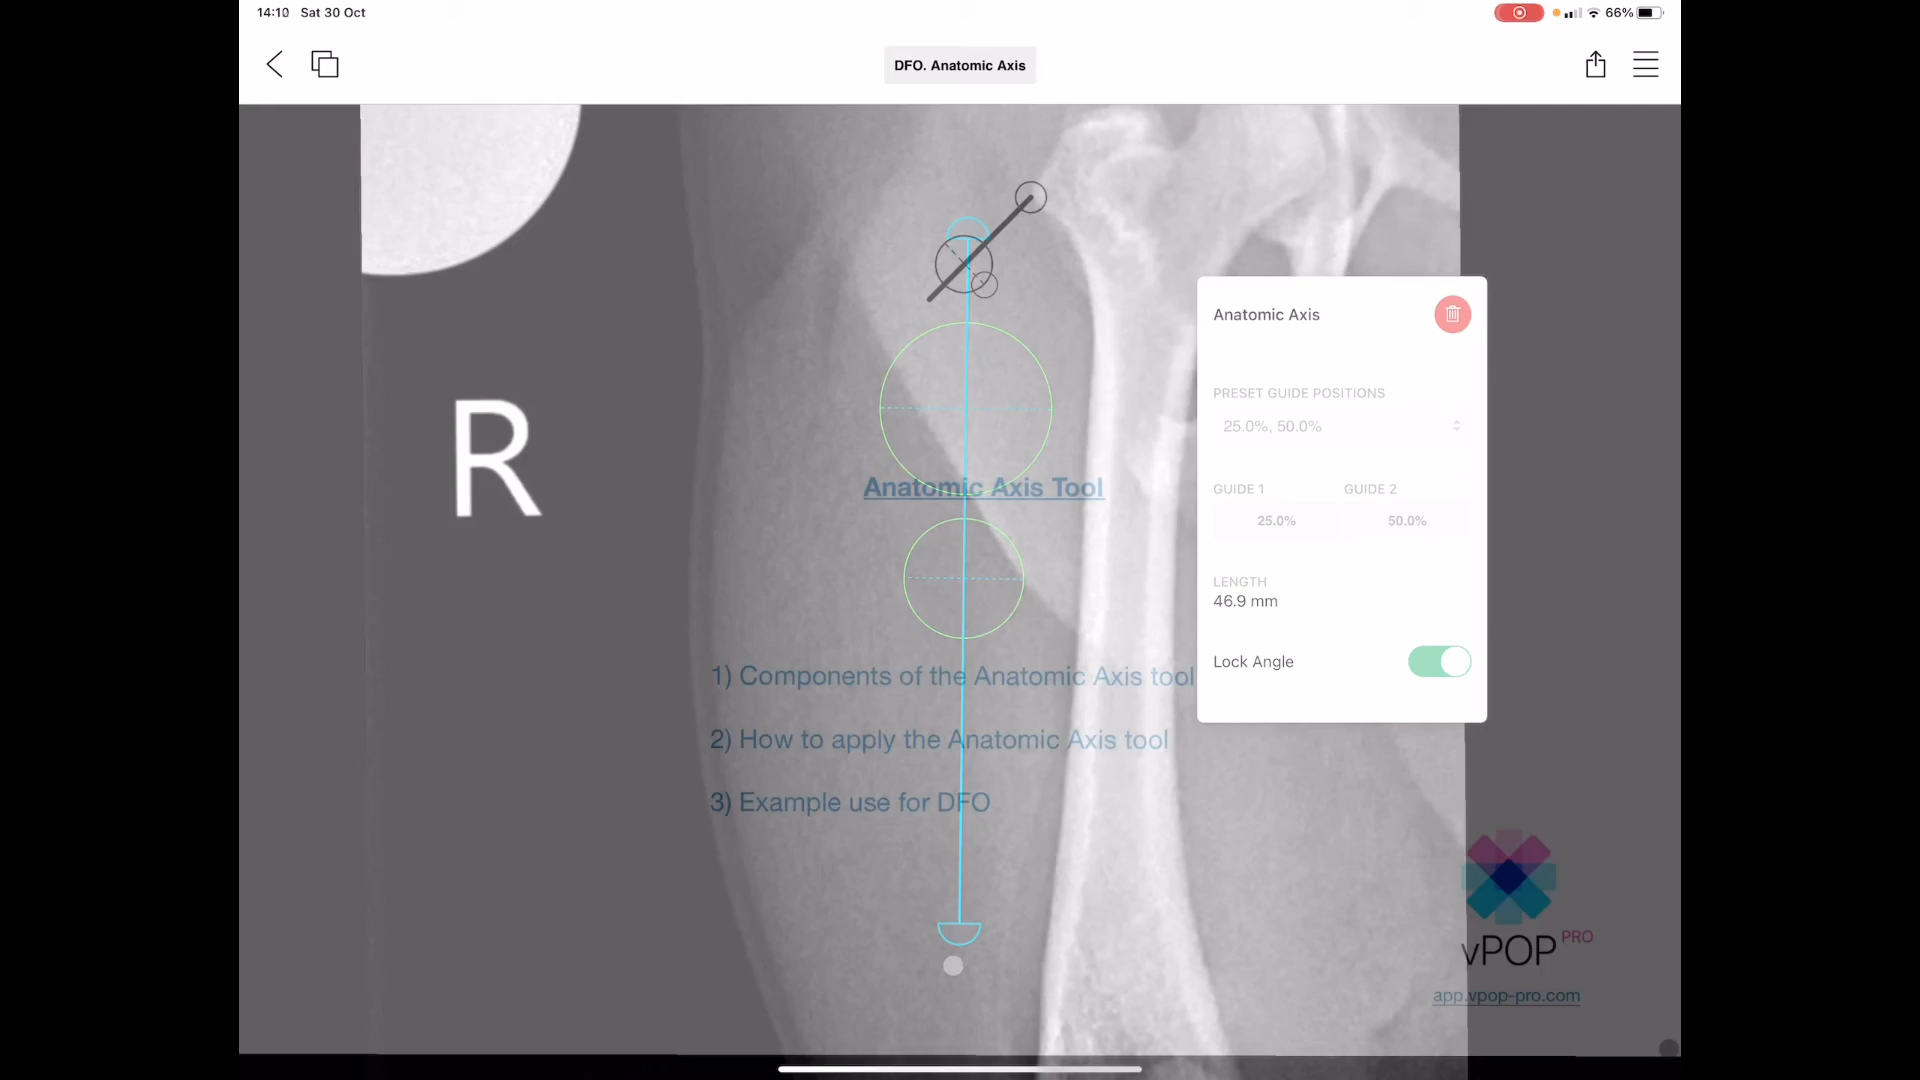 14:10 Sat 30 Oct
66%
DFO. Anatomic Axis
R
Anatomic Axis
PRESET GUIDE POSITIONS
25.0%, 50.0%
GUIDE 1 GUIDE 2
25.0% 50.0%
LENGTH
46.9 mm
Lock Angle
Anatomic Axis Tool
1) Components of the Anatomic Axis tool
2) How to apply the Anatomic Axis tool
3) Example use for DFO
vPOP PRO
app.vpop-pro.com